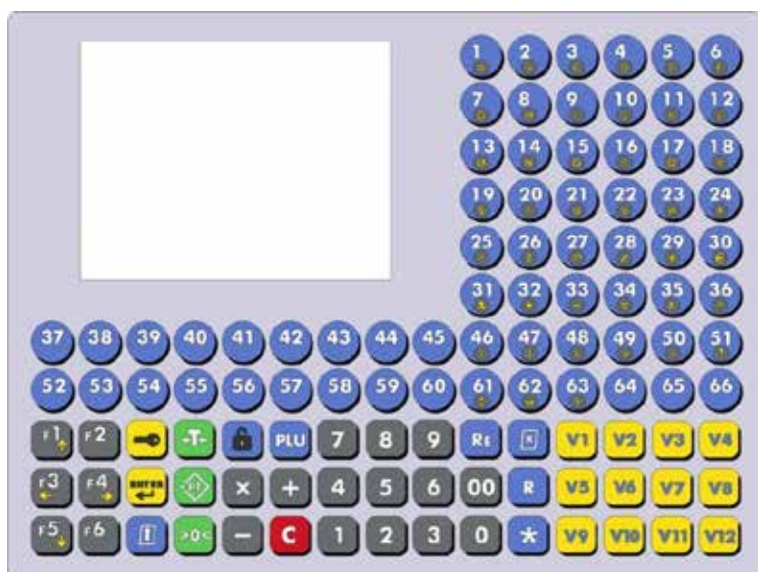 1 2 3 4 5 6
7 8 9 10 11 12
13 14 15 16 17 18
19 20 21 22 23 24
25 26 27 28 29 30
31 32 33 34 35 36
37 38 39 40 41 42 43 44 45 46 47 48 49 50 51
52 53 54 55 56 57 58 59 60 61 62 63 64 65 66
F1 F2 -T- PLU 7 8 9 RE V1 V2 V3 V4
F3 F4 ENTER x + 4 5 6 00 R V5 V6 V7 V8
F5 F6 >0< − C 1 2 3 0 * V9 V10 V11 V12